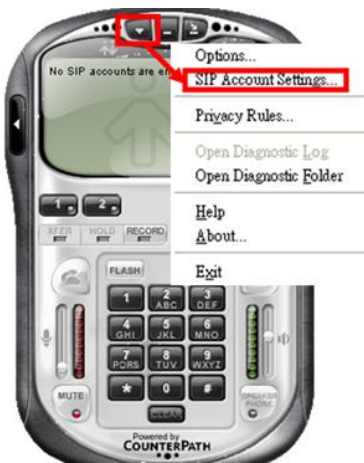 No SIP accounts are en
Options...
SIP Account Settings...
Privacy Rules...
Open Diagnostic Log
Open Diagnostic Folder
Help
About...
Exit
1 2
XFER HOLD RECORD
FLASH
1 2 ABC 3 DEF
4 GHI 5 JKL 6 MNO
7 PQRS 8 TUV 9 WXYZ
* 0 #
MUTE
CLEAR
SPEAKER PHONE
Powered by
COUNTERPATH